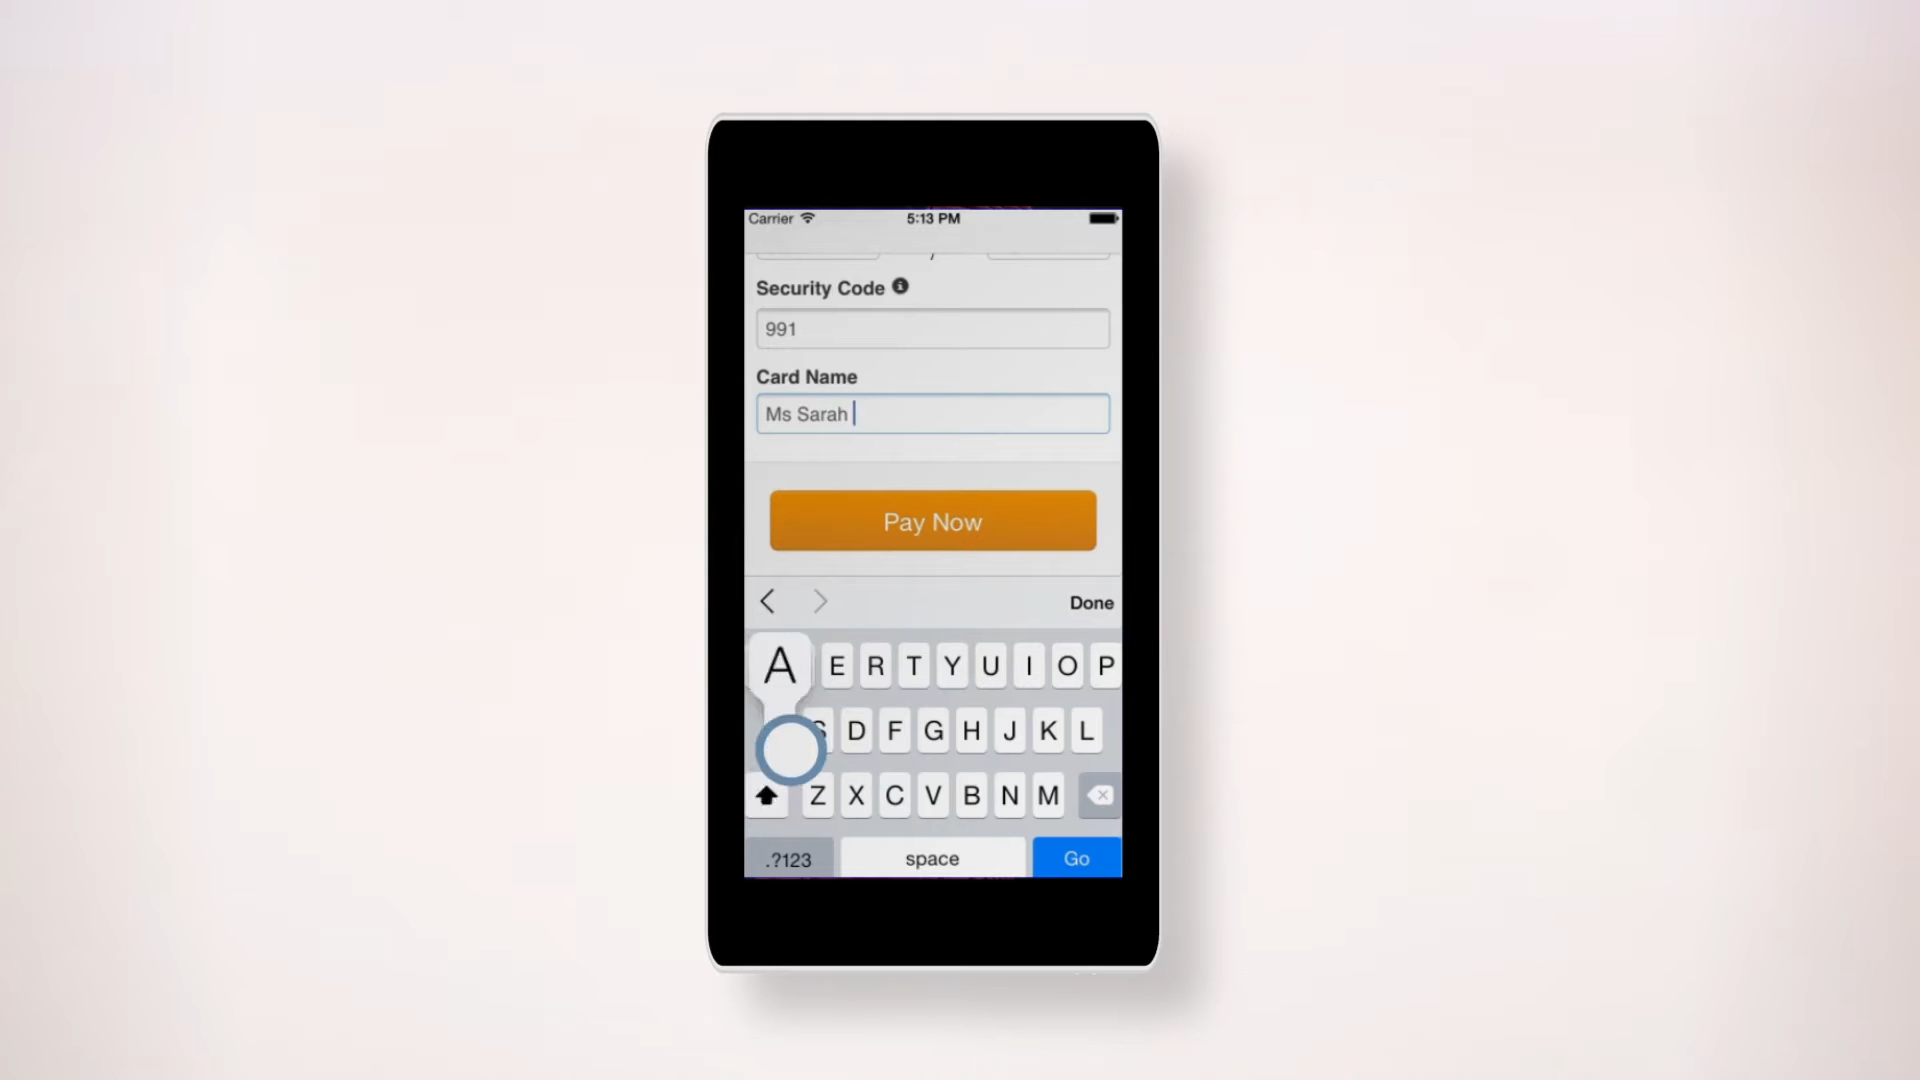 Carrier 5:13 PM
/
Security Code
991
Card Name
Ms Sarah
Pay Now
Done
A E R T Y U I O P
S D F G H J K L
Z X C V B N M
.?123 space Go